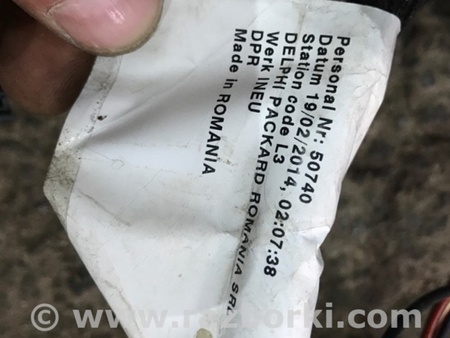 Personal Nr: 50740
Datum 19/02/2014, 02:07:38
Station code L3
DELPHI PACKARD ROMANIA SRL
Werk INEU
DPR
Made in ROMANIA
© www.razborki.com